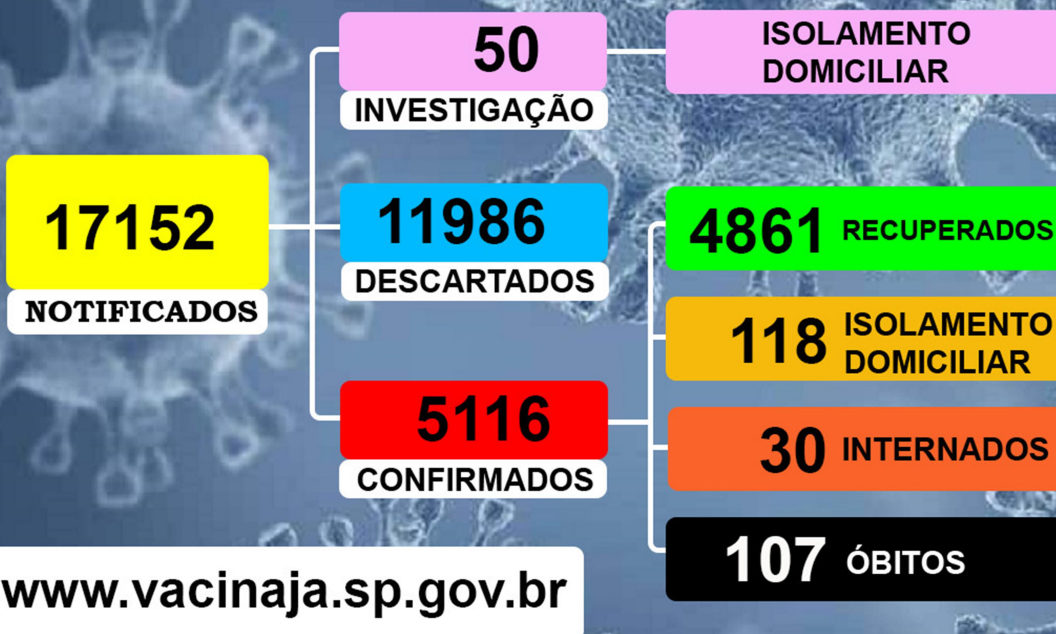 50
INVESTIGAÇÃO
ISOLAMENTO
DOMICILIAR
17152
NOTIFICADOS
11986
DESCARTADOS
5116
CONFIRMADOS
4861 RECUPERADOS
118 ISOLAMENTO
DOMICILIAR
30 INTERNADOS
107 ÓBITOS
www.vacinaja.sp.gov.br